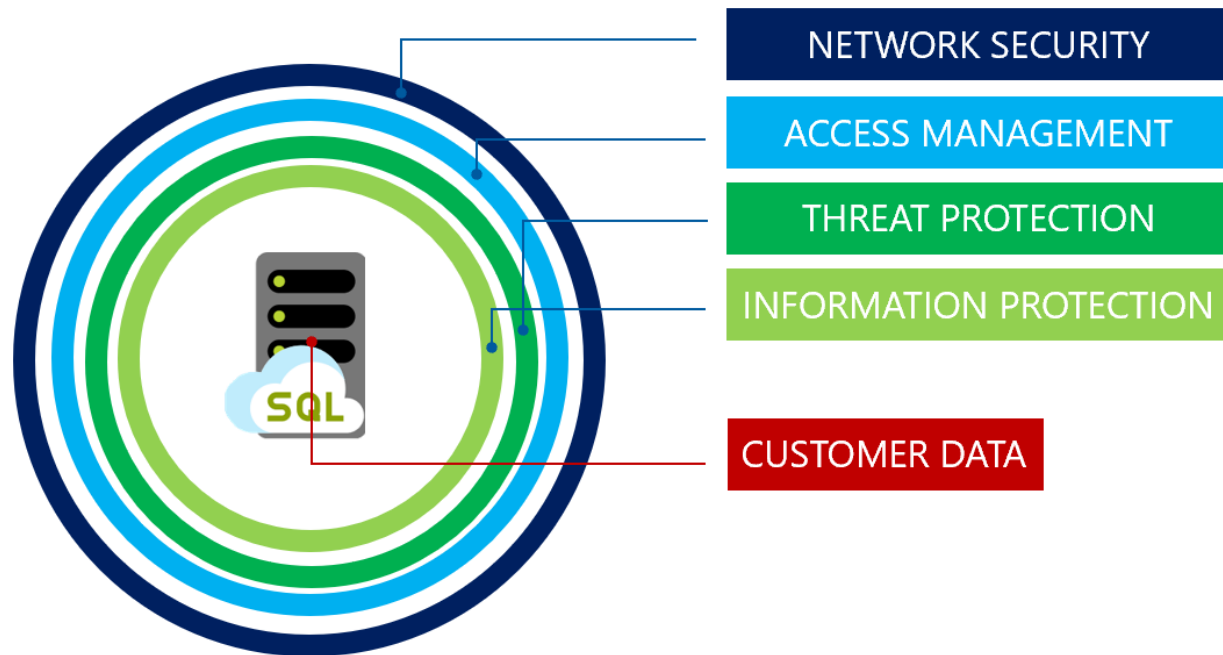 NETWORK SECURITY
ACCESS MANAGEMENT
THREAT PROTECTION
INFORMATION PROTECTION
SQL
CUSTOMER DATA